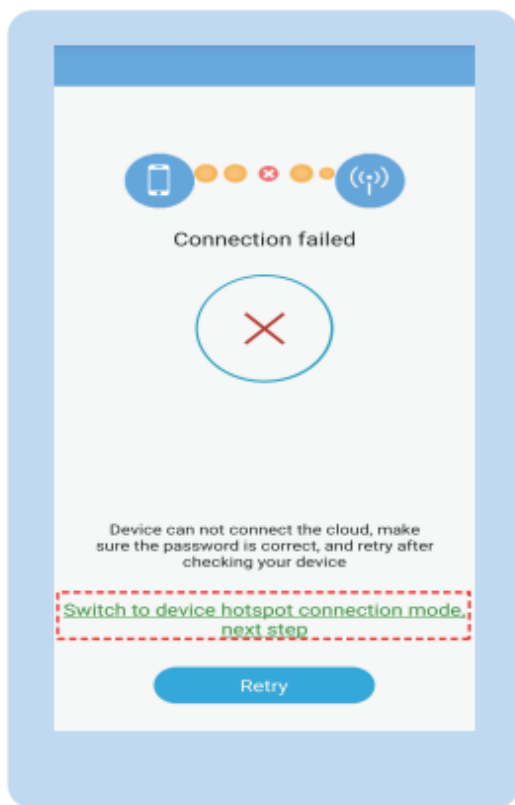 Connection failed
Device can not connect the cloud, make
sure the password is correct, and retry after
checking your device
Switch to device hotspot connection mode,
next step
Retry